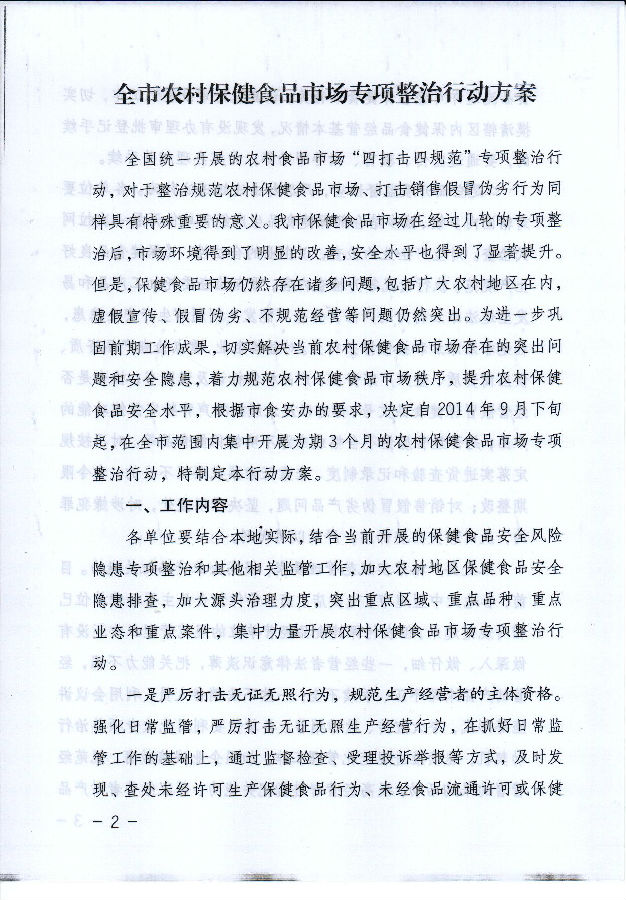 全市农村保健食品市场专项整治行动方案
全国统一开展的农村食品市场“四打击四规范”专项整治行
动，对于整治规范农村保健食品市场、打击销售假冒伪劣行为同
样具有特殊重要的意义。我市保健食品市场在经过几轮的专项整
治后，市场环境得到了明显的改善，安全水平也得到了显著提升。
但是，保健食品市场仍然存在诸多问题，包括广大农村地区在内，
虚假宣传、假冒伪劣、不规范经营等问题仍然突出。为进一步巩
固前期工作成果，切实解决当前农村保健食品市场存在的突出问
题和安全隐患，着力规范农村保健食品市场秩序，提升农村保健
食品安全水平，根据市食安办的要求，决定自2014年9月下旬
起，在全市范围内集中开展为期3个月的农村保健食品市场专项
整治行动，特制定本行动方案。
一、工作内容
各单位要结合本地实际，结合当前开展的保健食品安全风险
隐患专项整治和其他相关监管工作，加大农村地区保健食品安全
隐患排查，加大源头治理力度，突出重点区域、重点品种、重点
业态和重点案件，集中力量开展农村保健食品市场专项整治行
动。
一是严厉打击无证无照行为，规范生产经营者的主体资格。
强化日常监管，严厉打击无证无照生产经营行为，在抓好日常监
管工作的基础上，通过监督检查、受理投诉举报等方式，及时发
现、查处未经许可生产保健食品行为、未经食品流通许可或保健
- 2 -